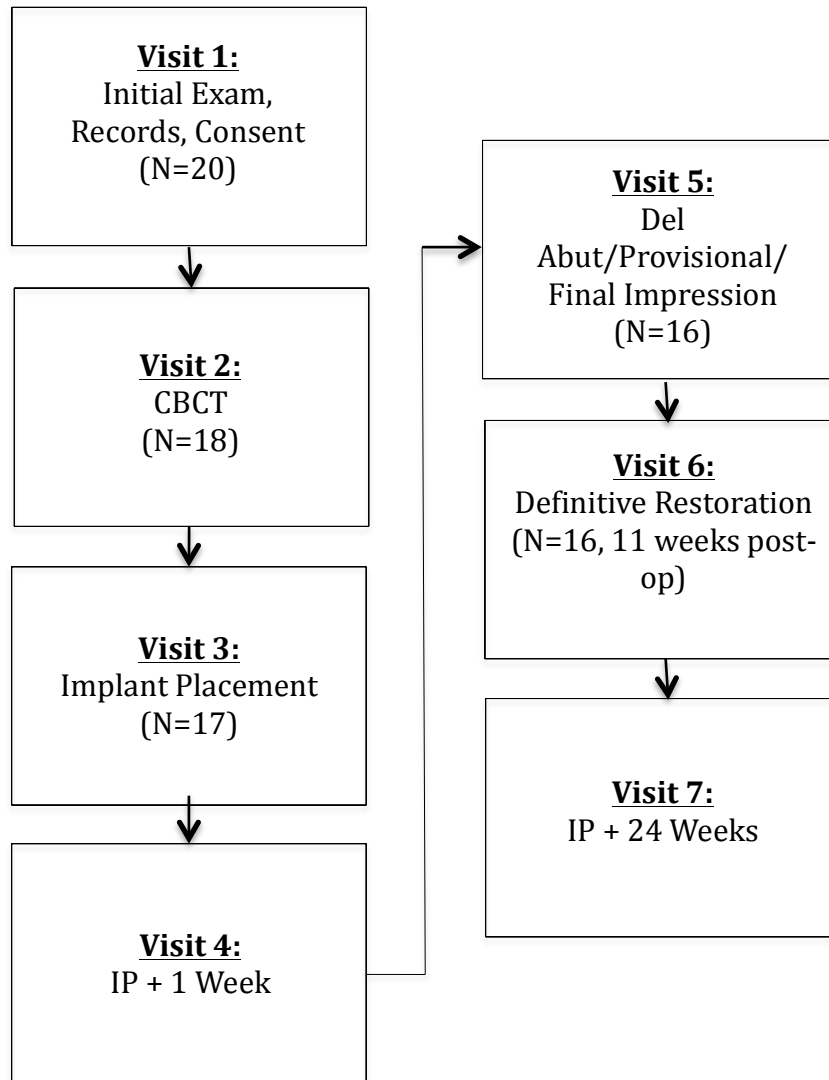 Visit 1:
Initial Exam,
Records, Consent
(N=20)
Visit 2:
CBCT
(N=18)
Visit 3:
Implant Placement
(N=17)
Visit 4:
IP + 1 Week
Visit 5:
Del
Abut/Provisional/
Final Impression
(N=16)
Visit 6:
Definitive Restoration
(N=16, 11 weeks post-
op)
Visit 7:
IP + 24 Weeks